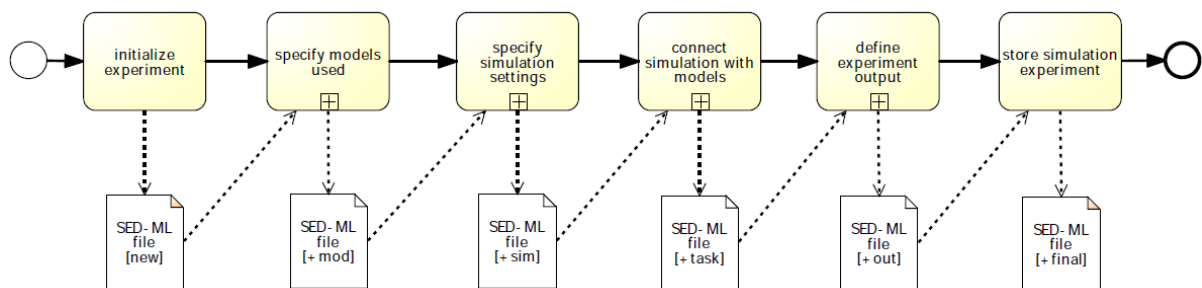 initialize
experiment
specify models
used
specify
simulation
settings
connect
simulation with
models
define
experiment
output
store simulation
experiment
SED- ML
file
[new]
SED- ML
file
[+ mod]
SED- ML
file
[+ sim]
SED- ML
file
[+ task]
SED- ML
file
[+ out]
SED- ML
file
[+ final]